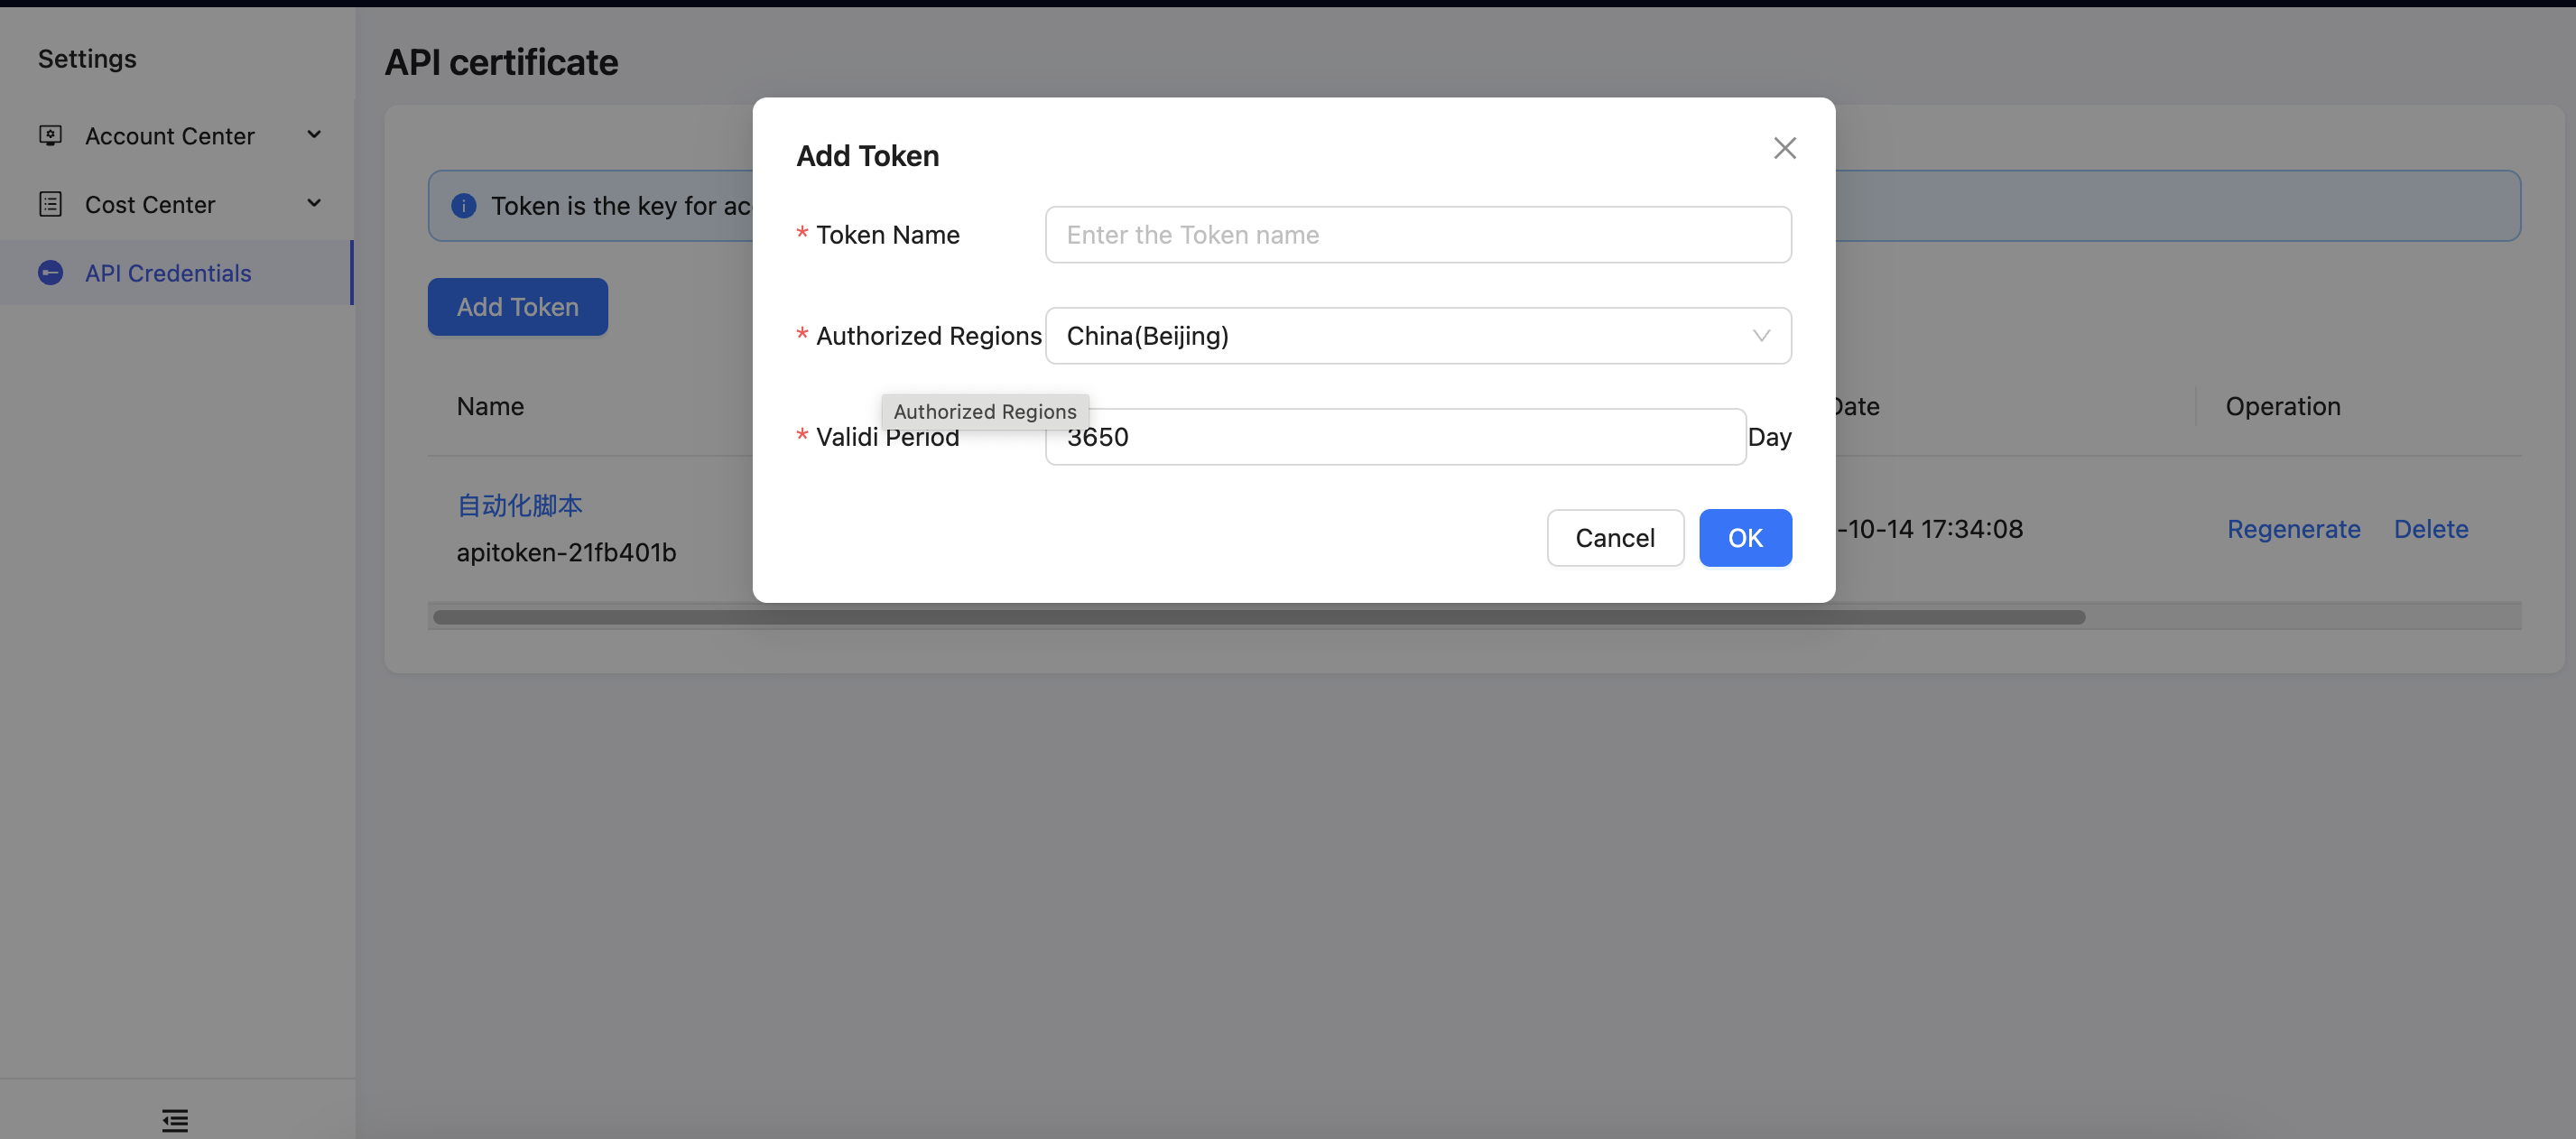 Settings
Account Center
Cost Center
API Credentials
API certificate
Token is the key for
Add Token
Name
Operation
自动化脚本
apitoken-21fb401b
-10-14 17:34:08
Regenerate Delete
Add Token
* Token Name Enter the Token name
* Authorized Regions China(Beijing)
Authorized Regions
* Validi Period 3650 Day
Cancel OK